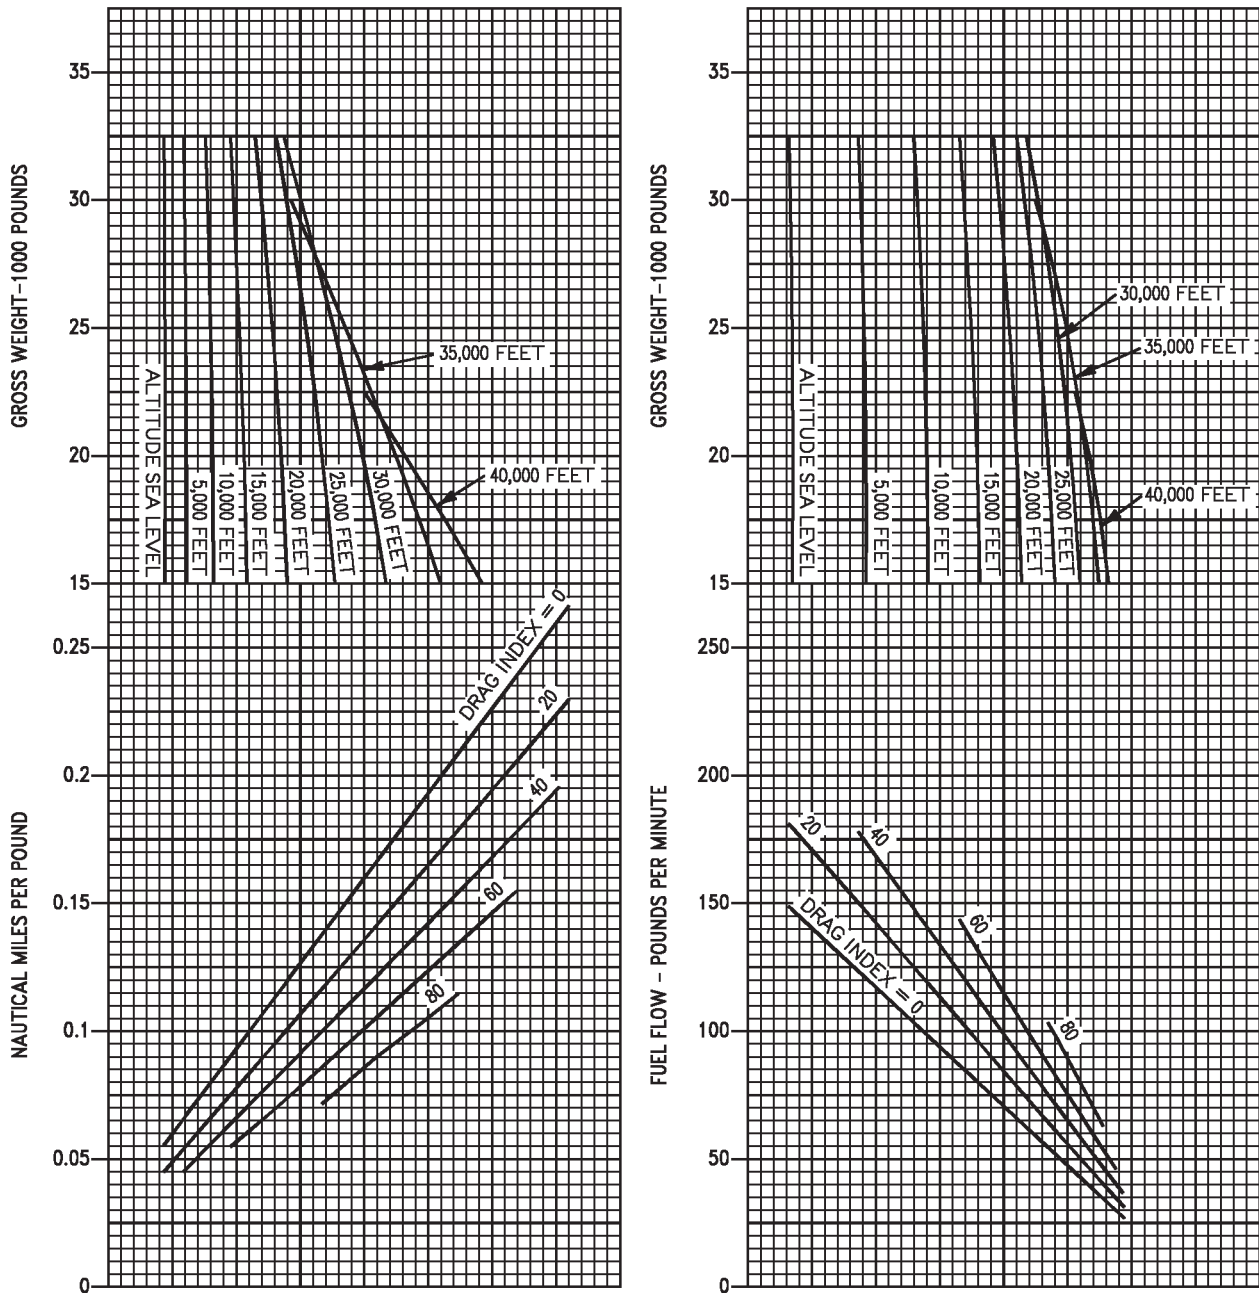 GROSS WEIGHT-1000 POUNDS
35
30
25
20
15
ALTITUDE SEA LEVEL
5,000 FEET
10,000 FEET
15,000 FEET
20,000 FEET
25,000 FEET
30,000 FEET
35,000 FEET
40,000 FEET
NAUTICAL MILES PER POUND
0.25
0.2
0.15
0.1
0.05
0
DRAG INDEX = 0
20
40
60
80
GROSS WEIGHT-1000 POUNDS
35
30
25
20
15
ALTITUDE SEA LEVEL
5,000 FEET
10,000 FEET
15,000 FEET
20,000 FEET
25,000 FEET
30,000 FEET
35,000 FEET
40,000 FEET
FUEL FLOW - POUNDS PER MINUTE
250
200
150
100
50
0
20
40
60
80
DRAG INDEX = 0